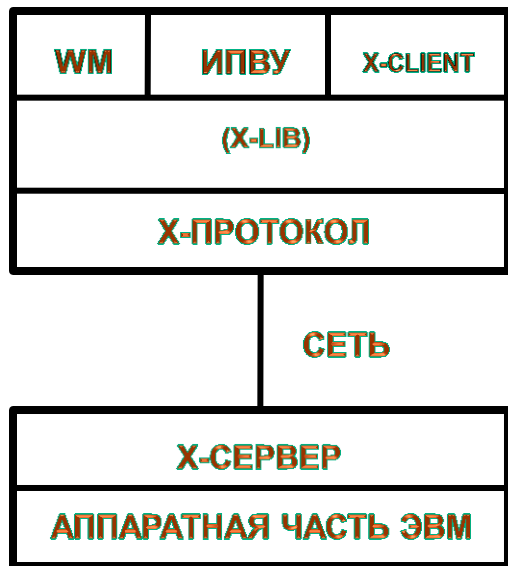 WM ИПВУ X-CLIENT
(X-LIB)
X-ПРОТОКОЛ
СЕТЬ
X-СЕРВЕР
АППАРАТНАЯ ЧАСТЬ ЭВМ